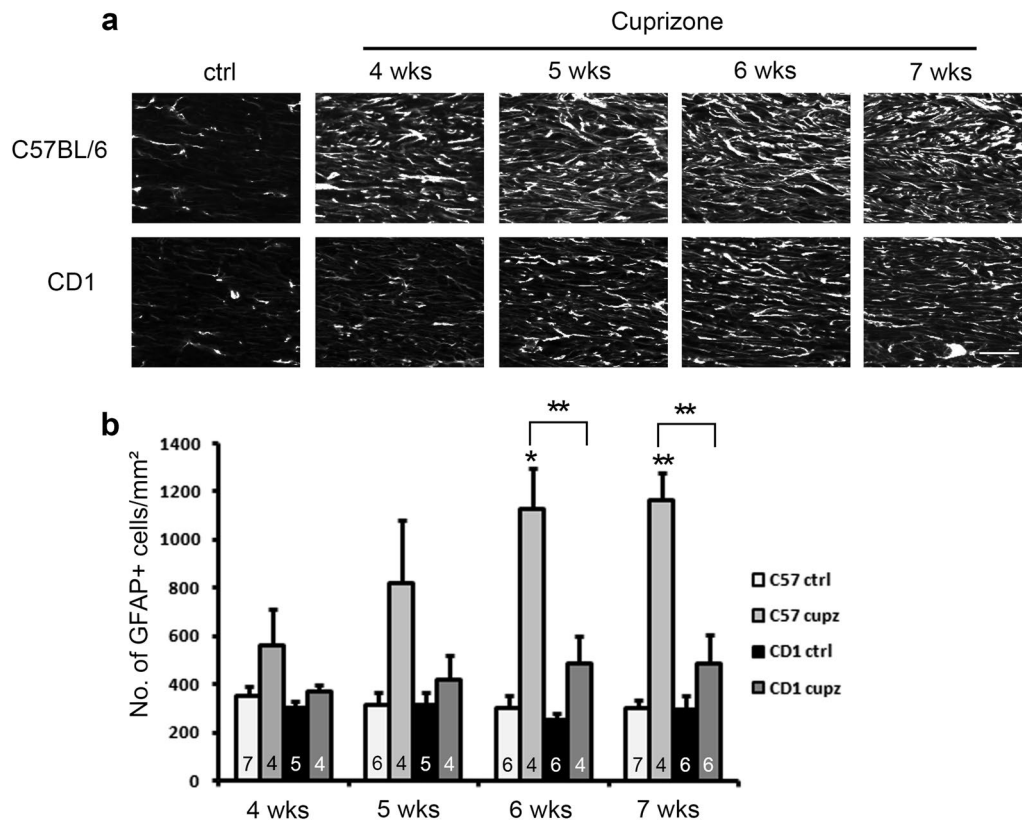 a
Cuprizone
ctrl 4 wks 5 wks 6 wks 7 wks
C57BL/6
CD1
b
No. of GFAP+ cells/mm²
1400
1200
1000
800
600
400
200
0
** **
* **
C57 ctrl
C57 cupz
CD1 ctrl
CD1 cupz
7 4 5 4 6 4 5 4 6 4 6 4 7 4 6 6
4 wks 5 wks 6 wks 7 wks